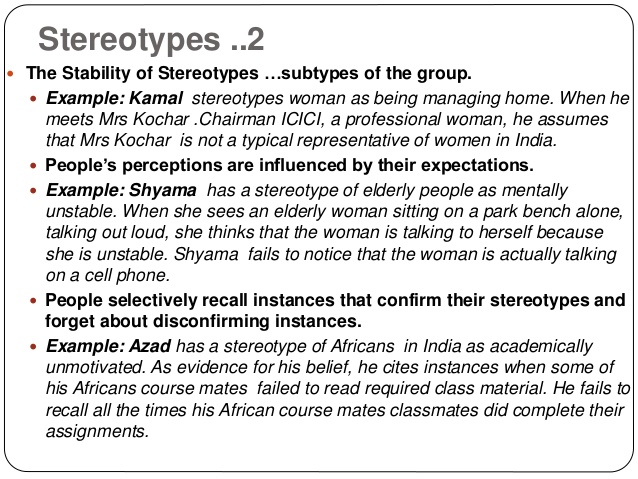 Stereotypes ..2
• The Stability of Stereotypes …subtypes of the group.
• Example: Kamal stereotypes woman as being managing home. When he
meets Mrs Kochar .Chairman ICICI, a professional woman, he assumes
that Mrs Kochar is not a typical representative of women in India.
• People’s perceptions are influenced by their expectations.
• Example: Shyama has a stereotype of elderly people as mentally
unstable. When she sees an elderly woman sitting on a park bench alone,
talking out loud, she thinks that the woman is talking to herself because
she is unstable. Shyama fails to notice that the woman is actually talking
on a cell phone.
• People selectively recall instances that confirm their stereotypes and
forget about disconfirming instances.
• Example: Azad has a stereotype of Africans in India as academically
unmotivated. As evidence for his belief, he cites instances when some of
his Africans course mates failed to read required class material. He fails to
recall all the times his African course mates classmates did complete their
assignments.